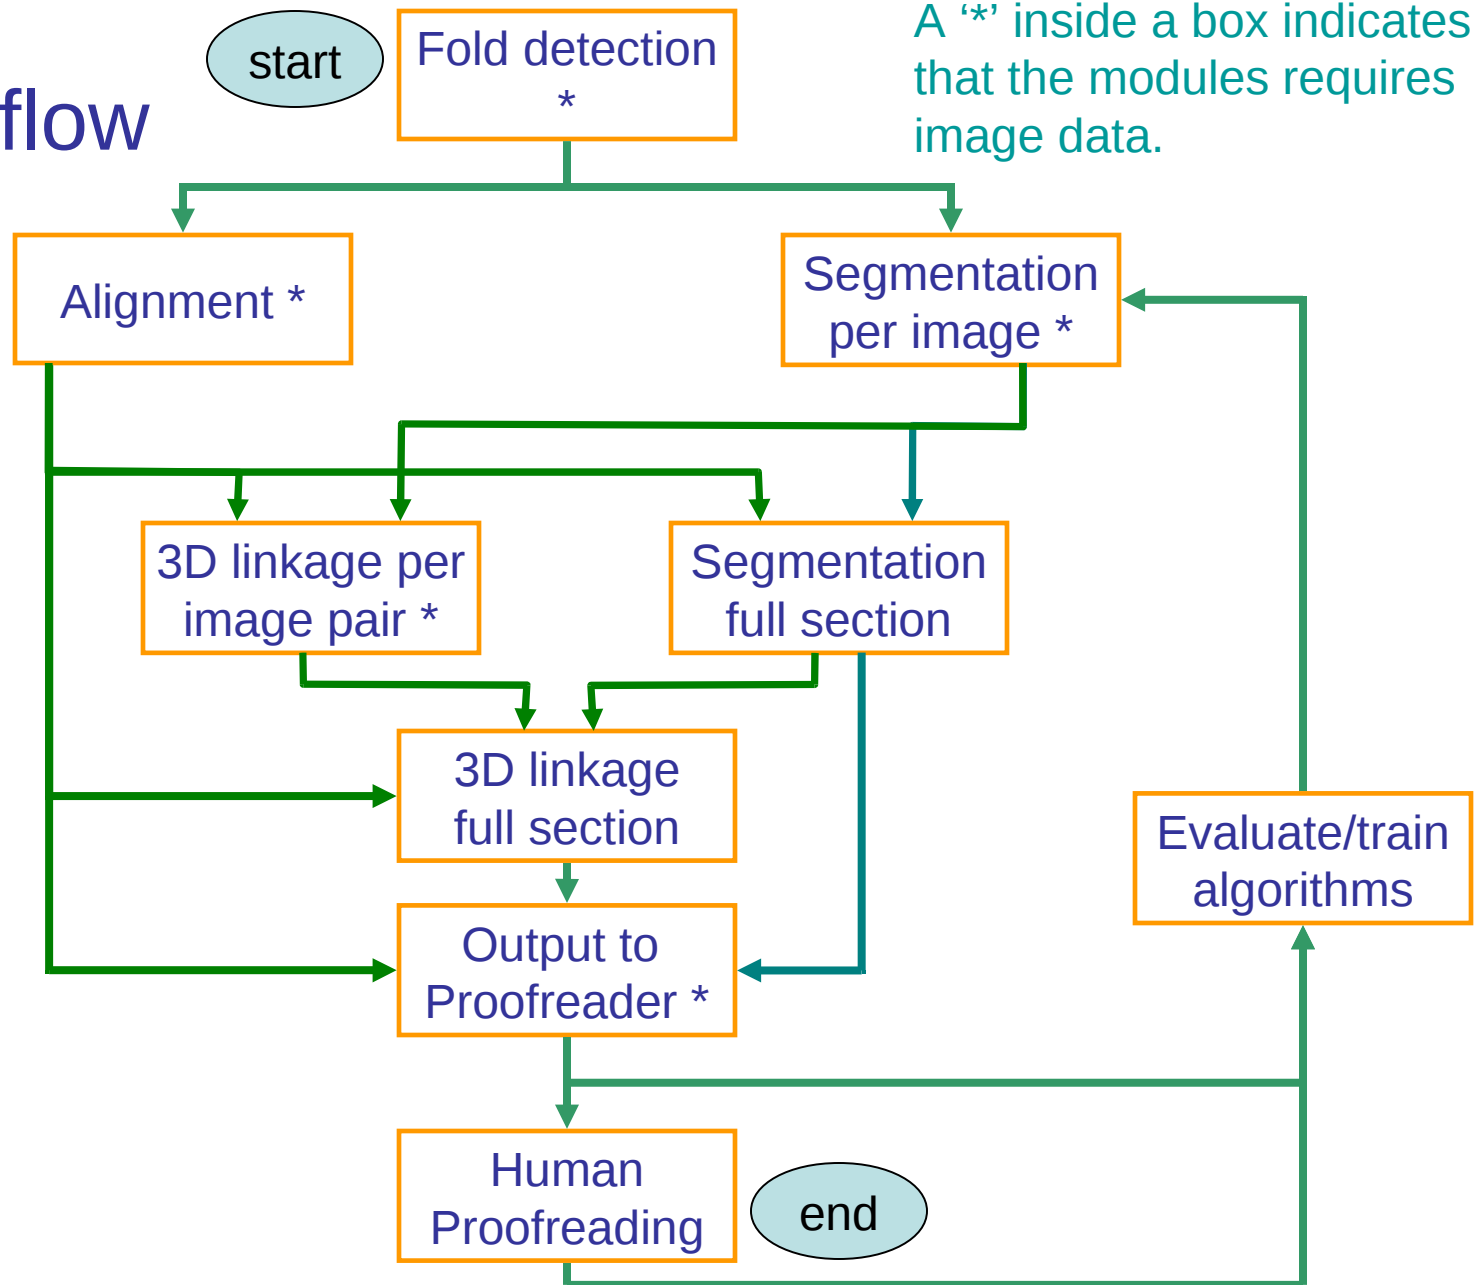 start
Fold detection
*
A ‘*’ inside a box indicates
that the modules requires
image data.
flow
Alignment *
Segmentation
per image *
3D linkage per
image pair *
Segmentation
full section
3D linkage
full section
Evaluate/train
algorithms
Output to
Proofreader *
Human
Proofreading
end